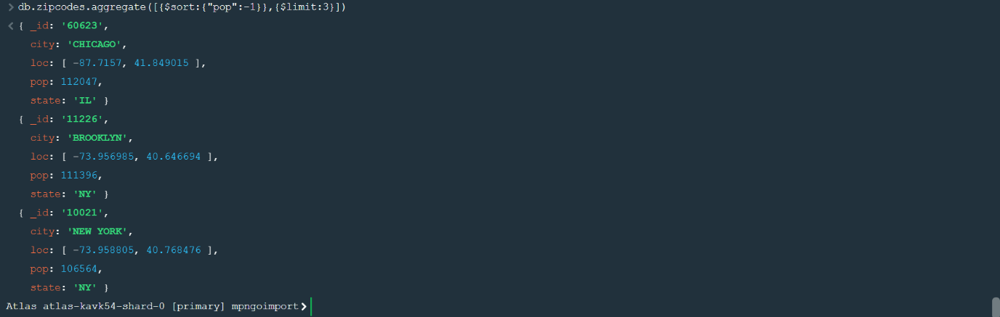 > db.zipcodes.aggregate([{$sort:{"pop":-1}},{$limit:3}])
< { _id: '60623',
city: 'CHICAGO',
loc: [ -87.7157, 41.849015 ],
pop: 112047,
state: 'IL' }
{ _id: '11226',
city: 'BROOKLYN',
loc: [ -73.956985, 40.646694 ],
pop: 111396,
state: 'NY' }
{ _id: '10021',
city: 'NEW YORK',
loc: [ -73.958805, 40.768476 ],
pop: 106564,
state: 'NY' }
Atlas atlas-kavk54-shard-0 [primary] mpngoimport>